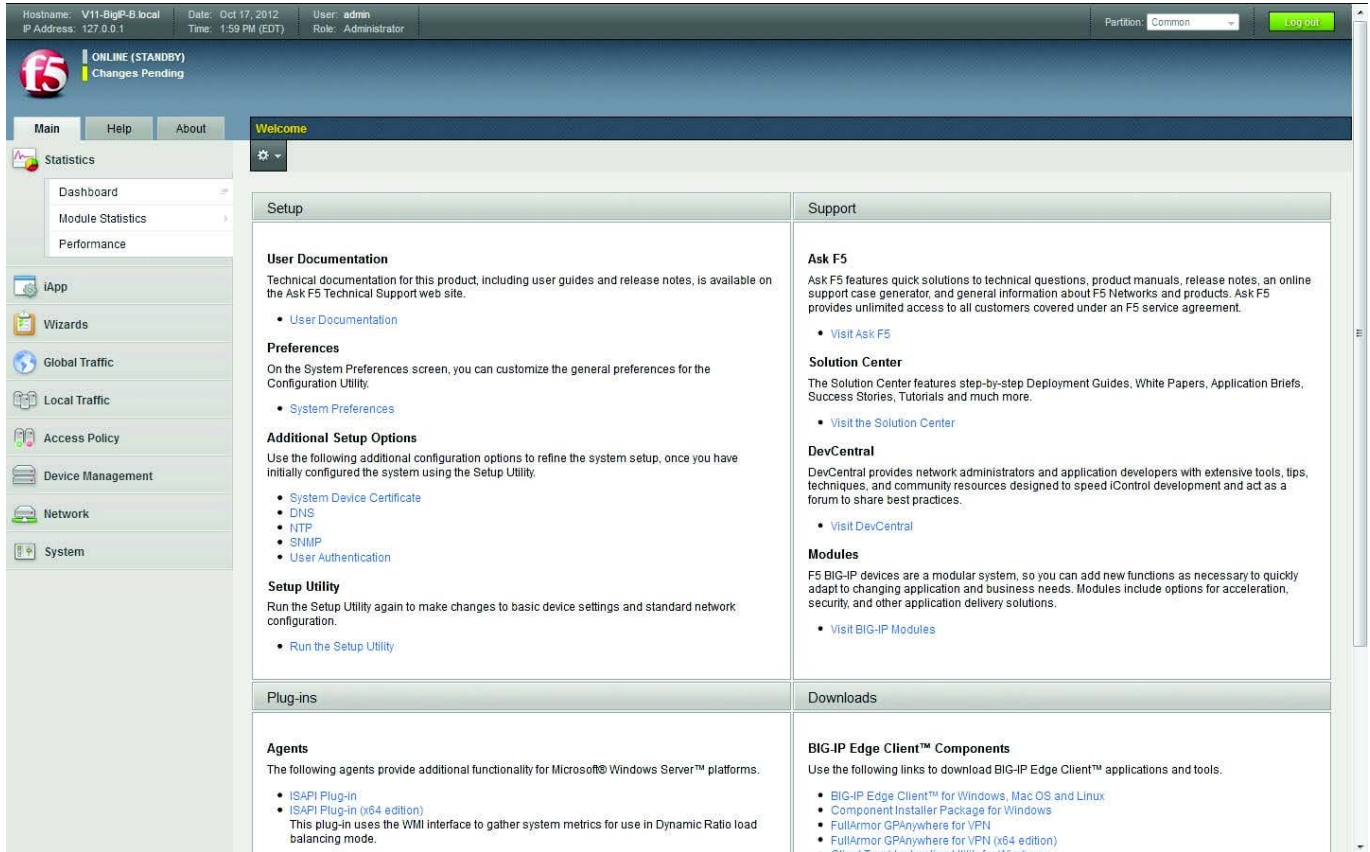 Hostname: V11-BigIP-B.local Date: Oct 17, 2012 User: admin
IP Address: 127.0.0.1 Time: 1:59 PM (EDT) Role: Administrator
Partition: Common Log out
f5
ONLINE (STANDBY)
Changes Pending
Main Help About
Welcome
Statistics
Dashboard
Module Statistics
Performance
iApp
Wizards
Global Traffic
Local Traffic
Access Policy
Device Management
Network
System
Setup
User Documentation
Technical documentation for this product, including user guides and release notes, is available on
the Ask F5 Technical Support web site.
• User Documentation
Preferences
On the System Preferences screen, you can customize the general preferences for the
Configuration Utility.
• System Preferences
Additional Setup Options
Use the following additional configuration options to refine the system setup, once you have
initially configured the system using the Setup Utility.
• System Device Certificate
• DNS
• NTP
• SNMP
• User Authentication
Setup Utility
Run the Setup Utility again to make changes to basic device settings and standard network
configuration.
• Run the Setup Utility
Support
Ask F5
Ask F5 features quick solutions to technical questions, product manuals, release notes, an online
support case generator, and general information about F5 Networks and products. Ask F5
provides unlimited access to all customers covered under an F5 service agreement.
• Visit Ask F5
Solution Center
The Solution Center features step-by-step Deployment Guides, White Papers, Application Briefs,
Success Stories, Tutorials and much more.
• Visit the Solution Center
DevCentral
DevCentral provides network administrators and application developers with extensive tools, tips,
techniques, and community resources designed to speed iControl development and act as a
forum to share best practices.
• Visit DevCentral
Modules
F5 BIG-IP devices are a modular system, so you can add new functions as necessary to quickly
adapt to changing application and business needs. Modules include options for acceleration,
security, and other application delivery solutions.
• Visit BIG-IP Modules
Plug-ins
Agents
The following agents provide additional functionality for Microsoft® Windows Server™ platforms.
• ISAPI Plug-in
• ISAPI Plug-in (x64 edition)
This plug-in uses the WMI interface to gather system metrics for use in Dynamic Ratio load
balancing mode.
Downloads
BIG-IP Edge Client™ Components
Use the following links to download BIG-IP Edge Client™ applications and tools.
• BIG-IP Edge Client™ for Windows, Mac OS and Linux
• Component Installer Package for Windows
• FullArmor GPAnywhere for VPN
• FullArmor GPAnywhere for VPN (x64 edition)